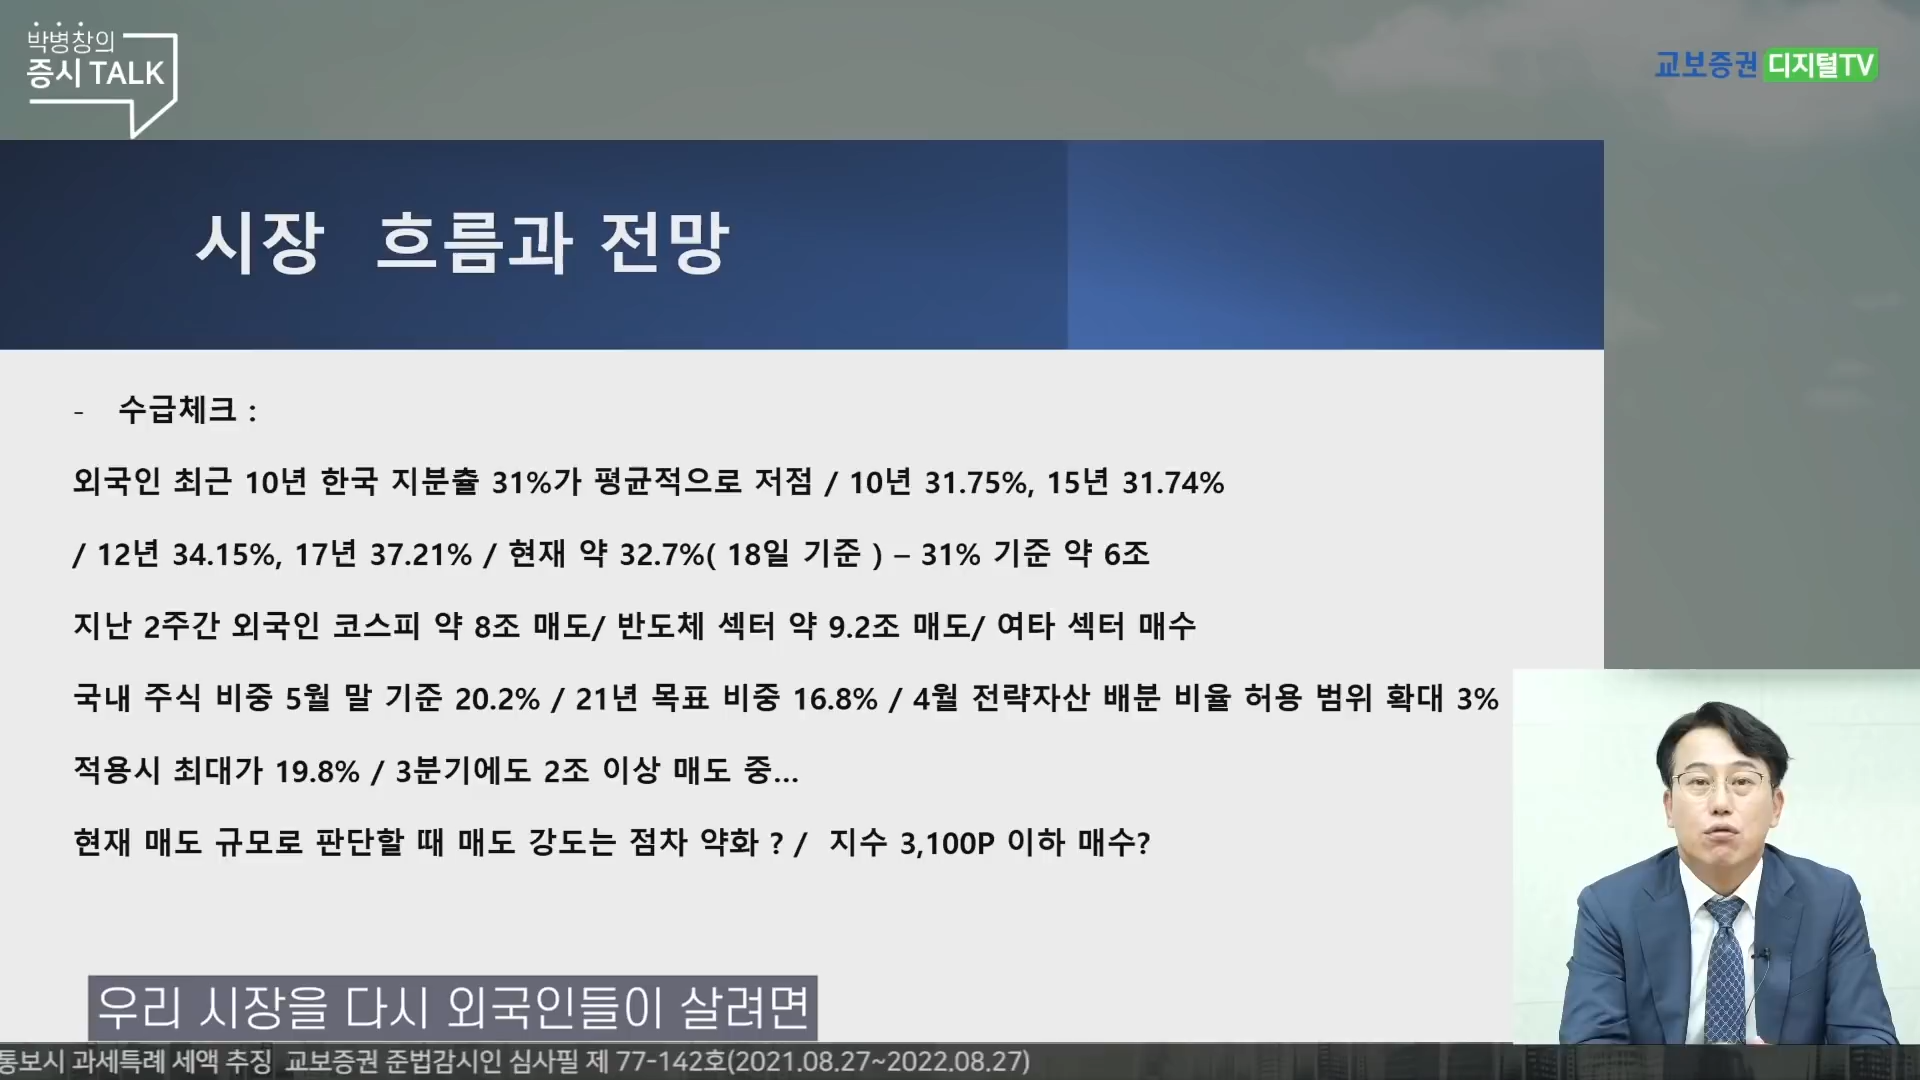 박병창의
증시 TALK
교보증권 디지털TV
시장 흐름과 전망
- 수급체크 :
외국인 최근 10년 한국 지분출 31%가 평균적으로 저점 / 10년 31.75%, 15년 31.74%
/ 12년 34.15%, 17년 37.21% / 현재 약 32.7%( 18일 기준 ) – 31% 기준 약 6조
지난 2주간 외국인 코스피 약 8조 매도/ 반도체 섹터 약 9.2조 매도/ 여타 섹터 매수
국내 주식 비중 5월 말 기준 20.2% / 21년 목표 비중 16.8% / 4월 전략자산 배분 비율 허용 범위 확대 3%
적용시 최대가 19.8% / 3분기에도 2조 이상 매도 중...
현재 매도 규모로 판단할 때 매도 강도는 점차 약화 ? / 지수 3,100P 이하 매수?
우리 시장을 다시 외국인들이 살려면
통보시 과세특례 세액 추징 교보증권 준법감시인 심사필 제 77-142호(2021.08.27~2022.08.27)